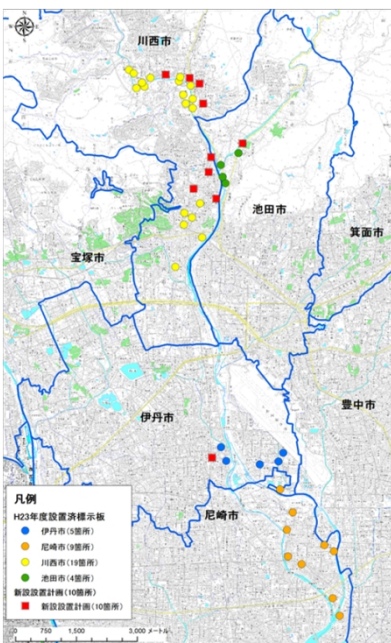 川西市
池田市
箕面市
宝塚市
豊中市
伊丹市
尼崎市
凡例
H23年度設置済標示板
伊丹市(5箇所)
尼崎市(9箇所)
川西市(19箇所)
池田市(4箇所)
新設設置計画(10箇所)
新設設置計画(10箇所)
0 750 1,500 3,000 メートル